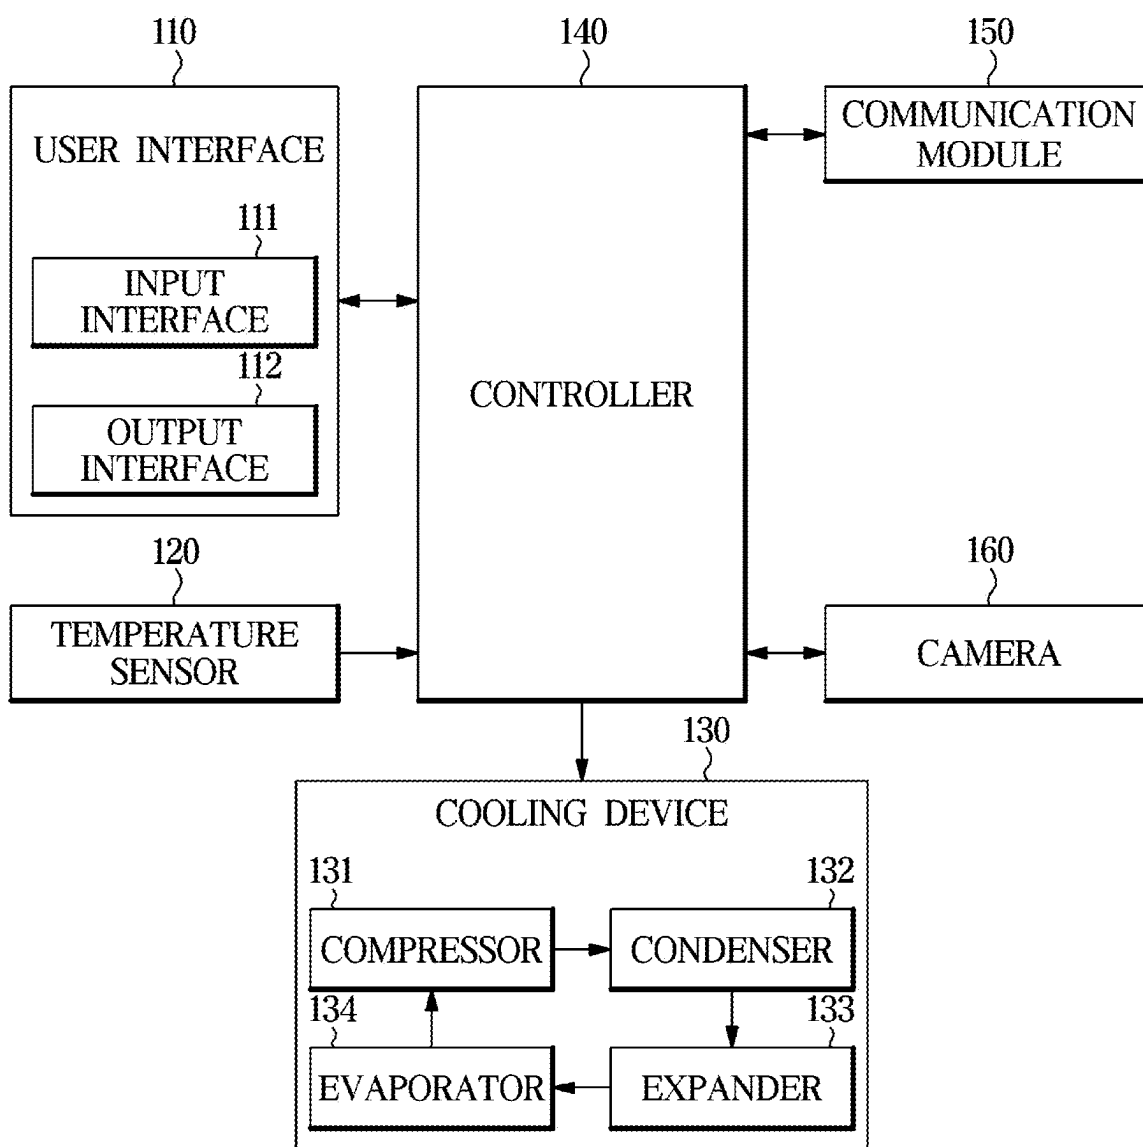 110
140
150
USER INTERFACE
COMMUNICATION
MODULE
111
INPUT
INTERFACE
112
OUTPUT
INTERFACE
CONTROLLER
120
TEMPERATURE
SENSOR
160
CAMERA
130
COOLING DEVICE
131
COMPRESSOR
132
CONDENSER
134
EVAPORATOR
133
EXPANDER